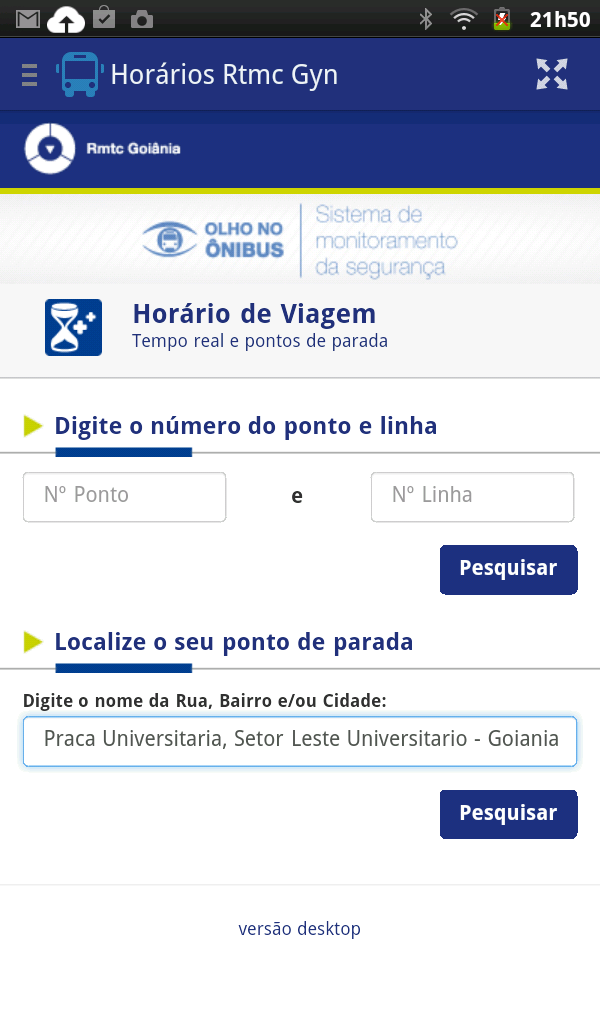 21h50
Horários Rtmc Gyn
Rmtc Goiânia
OLHO NO
ÔNIBUS
Sistema de
monitoramento
da segurança
Horário de Viagem
Tempo real e pontos de parada
Digite o número do ponto e linha
Nº Ponto e Nº Linha
Pesquisar
Localize o seu ponto de parada
Digite o nome da Rua, Bairro e/ou Cidade:
Praca Universitaria, Setor Leste Universitario - Goiania
Pesquisar
versão desktop